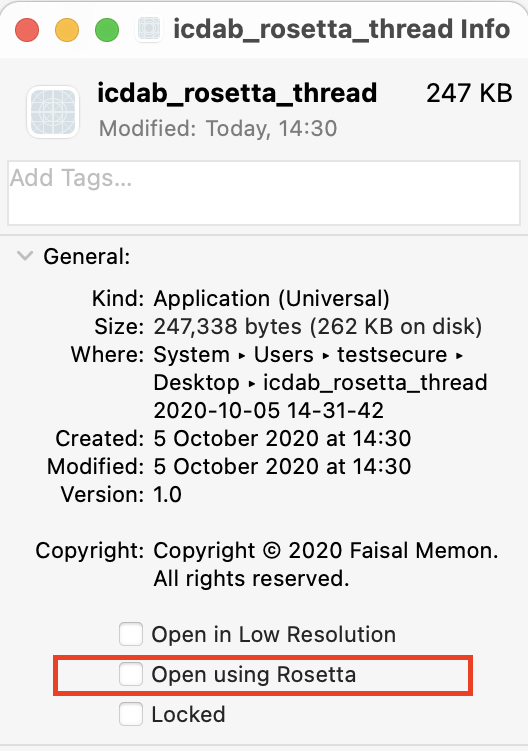 icdab_rosetta_thread Info
icdab_rosetta_thread 247 KB
Modified: Today, 14:30
Add Tags...
General:
Kind: Application (Universal)
Size: 247,338 bytes (262 KB on disk)
Where: System ▸ Users ▸ testsecure ▸
Desktop ▸ icdab_rosetta_thread
2020-10-05 14-31-42
Created: 5 October 2020 at 14:30
Modified: 5 October 2020 at 14:30
Version: 1.0
Copyright: Copyright © 2020 Faisal Memon.
All rights reserved.
Open in Low Resolution
Open using Rosetta
Locked